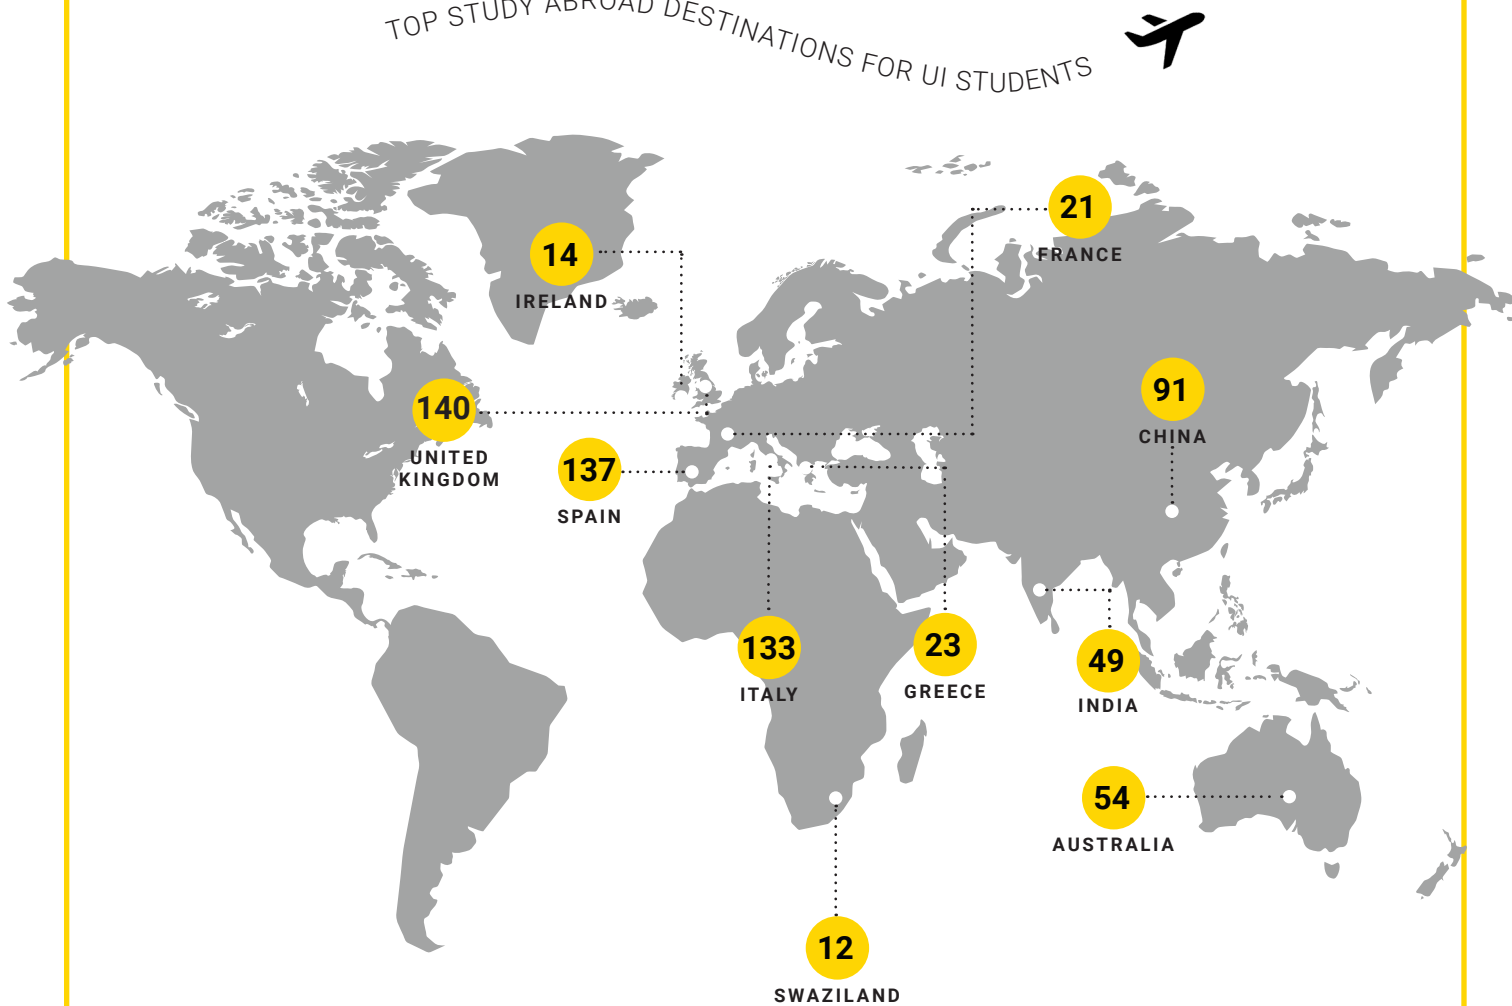 TOP STUDY ABROAD DESTINATIONS FOR UI STUDENTS
21
FRANCE
14
IRELAND
91
CHINA
140
UNITED
KINGDOM
137
SPAIN
133
ITALY
23
GREECE
49
INDIA
54
AUSTRALIA
12
SWAZILAND